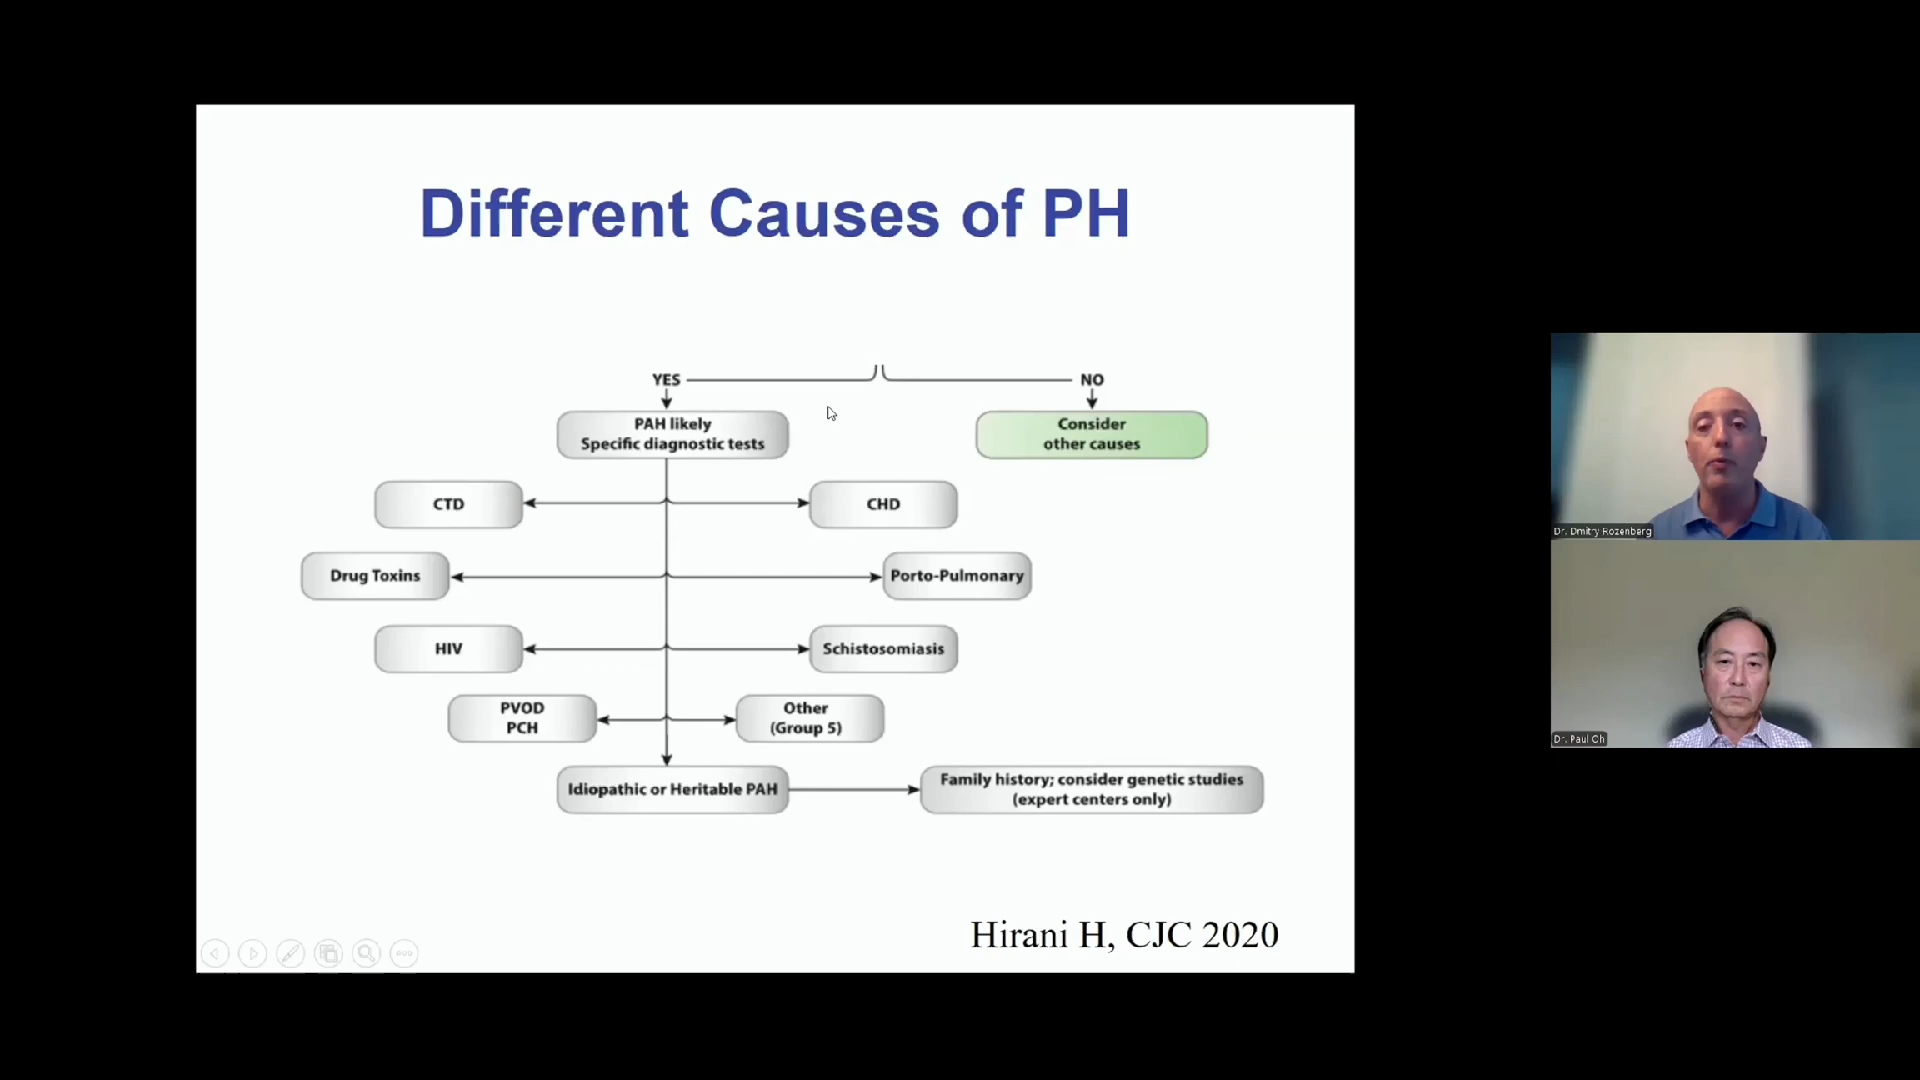 Different Causes of PH
YES
NO
PAH likely
Specific diagnostic tests
Consider
other causes
CTD
CHD
Drug Toxins
Porto-Pulmonary
HIV
Schistosomiasis
PVOD
PCH
Other
(Group 5)
Idiopathic or Heritable PAH
Family history; consider genetic studies
(expert centers only)
Hirani H, CJC 2020
Dr. Dmitry Rozenberg
Dr. Paul Oh